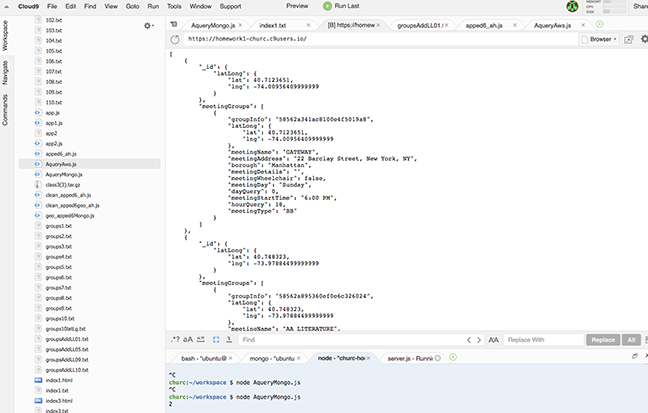 Cloud9 File Edit Find View Goto Run Tools Window Support Preview Run Last MEMORY CPU DISK Share
Workspace
Navigate
Commands
102.txt
103.txt
104.txt
105.txt
106.txt
107.txt
108.txt
109.txt
110.txt
app.js
app1.js
app2
app2.js
apped6_ah.js
AqueryAws.js
AqueryMongo.js
class3(3).tar.gz
clean_apped6_ah.js
clean_apped6geo_ah.js
geo_apped6Mongo.js
groups1.txt
groups2.txt
groups3.txt
groups4.txt
groups5.txt
groups6.txt
groups7.txt
groups8.txt
groups9.txt
groups10.txt
groups10latLg.txt
groupsAddLL01.txt
groupsAddLL05.txt
groupsAddLL09.txt
groupsAddLL10.txt
index1.html
index1.txt
index3.html
index3.txt
AqueryMongo.js index1.txt [B] https://homew groupsAddLL01.t apped6_ah.js AqueryAws.js
https://homework1-churc.c9users.io/ Browser
[
{
"_id": {
"latLong": {
"lat": 40.7123651,
"lng": -74.00956409999999
}
},
"meetingGroups": [
{
"groupInfo": "58562a341ac8100e4f5019a8",
"latLong": {
"lat": 40.7123651,
"lng": -74.00956409999999
},
"meetingName": "GATEWAY",
"meetingAddress": "22 Barclay Street, New York, NY",
"borough": "Manhattan",
"meetingDetails": "",
"meetingWheelchair": false,
"meetingDay": "Sunday",
"dayQuery": 0,
"meetingStartTime": "6:00 PM",
"hourQuery": 18,
"meetingType": "BB"
}
]
},
{
"_id": {
"latLong": {
"lat": 40.748323,
"lng": -73.97884499999999
}
},
"meetingGroups": [
{
"groupInfo": "58562a895360ef0e6c326024",
"latLong": {
"lat": 40.748323,
"lng": -73.97884499999999
},
"meetingName": "AA LITERATURE",
.*? aA Find AA Replace With Replace All
bash - "ubuntu@ mongo - "ubuntu node - "churc-ho server.js - Runnin
^C
churc:~/workspace $ node AqueryMongo.js
^C
churc:~/workspace $ node AqueryMongo.js
2